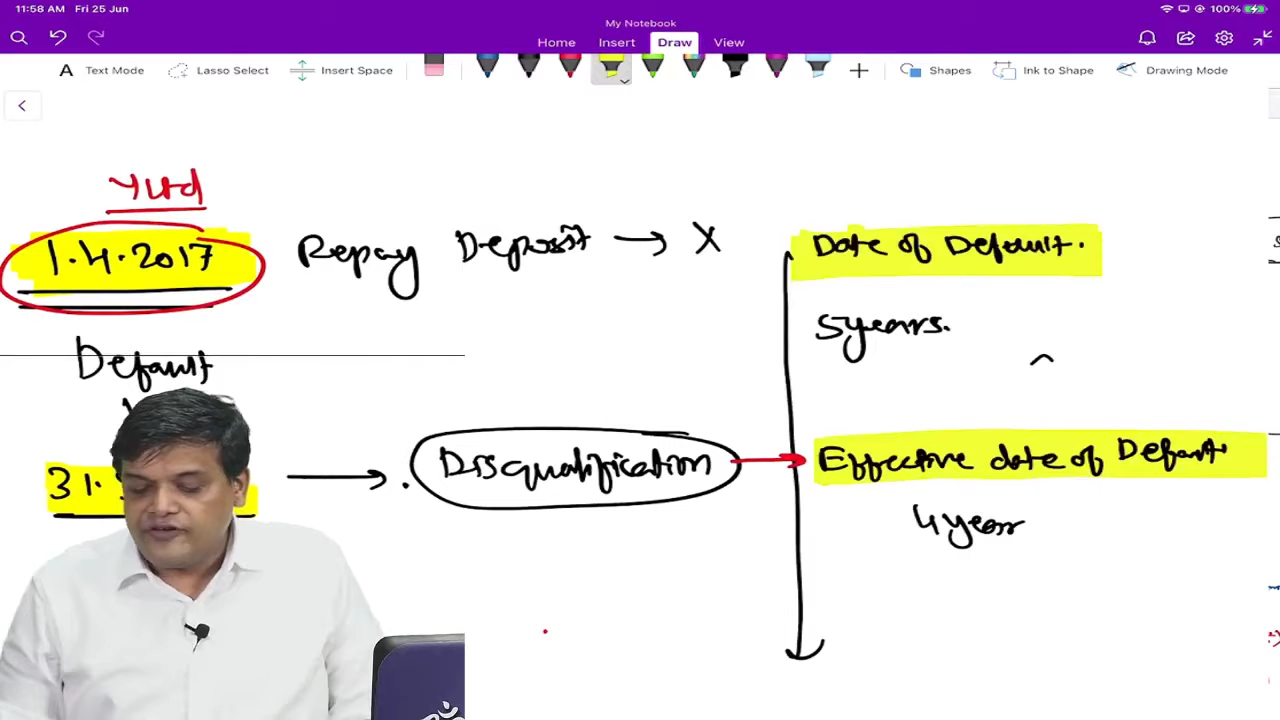 11:58 AM Fri 25 Jun
100%
My Notebook
Home Insert Draw View
Text Mode Lasso Select Insert Space Shapes Ink to Shape Drawing Mode
1.4.2017 Repay Deposit → X
Date of Default.
5years.
Default
31.
Disqualification
Effective date of Default.
4year